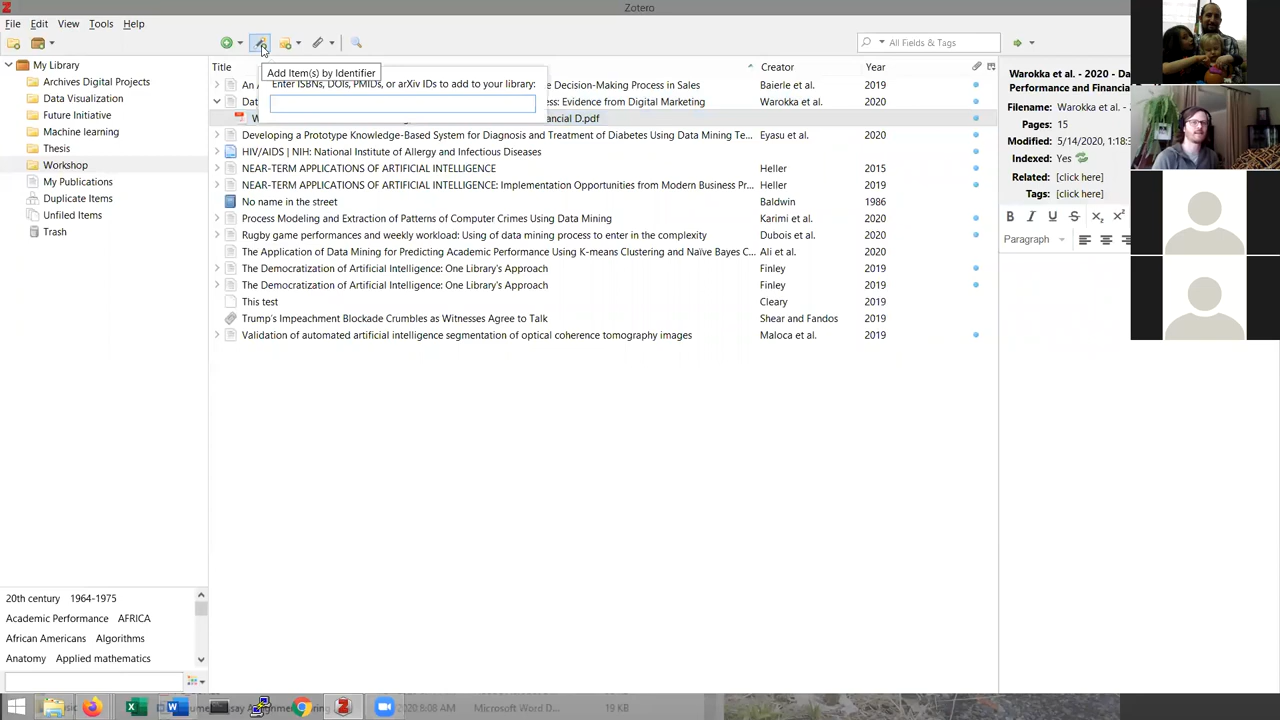 Zotero
File Edit View Tools Help
All Fields & Tags
My Library
Archives Digital Projects
Data Visualization
Future Initiative
Machine learning
Thesis
Workshop
My Publications
Duplicate Items
Unfiled Items
Trash
Title Creator Year
Add Item(s) by Identifier
Enter ISBNs, DOIs, PMIDs, or arXiv IDs to add to your library:
An e Decision-Making Process in Sales Baierle et al. 2019
Dat ess: Evidence from Digital Marketing Warokka et al. 2020
W ancial D.pdf
Developing a Prototype Knowledge-Based System for Diagnosis and Treatment of Diabetes Using Data Mining Te... Eyasu et al. 2020
HIV/AIDS | NIH: National Institute of Allergy and Infectious Diseases
NEAR-TERM APPLICATIONS OF ARTIFICIAL INTELLIGENCE Heller 2015
NEAR-TERM APPLICATIONS OF ARTIFICIAL INTELLIGENCE: Implementation Opportunities from Modern Business Pr... Heller 2019
No name in the street Baldwin 1986
Process Modeling and Extraction of Patterns of Computer Crimes Using Data Mining Karimi et al. 2020
Rugby game performances and weekly workload: Using of data mining process to enter in the complexity Dubois et al. 2020
The Application of Data Mining for Predicting Academic Performance Using K-means Clustering and Naïve Bayes C... Ali et al. 2020
The Democratization of Artificial Intelligence: One Library's Approach Finley 2019
The Democratization of Artificial Intelligence: One Library's Approach Finley 2019
This test Cleary 2019
Trump's Impeachment Blockade Crumbles as Witnesses Agree to Talk Shear and Fandos 2019
Validation of automated artificial intelligence segmentation of optical coherence tomography images Maloca et al. 2019
Warokka et al. - 2020 - Da
Performance and Financial D
Filename: Warokka et al. -
Pages: 15
Modified: 5/14/2020, 1:18:3
Indexed: Yes
Related: [click here]
Tags: [click here]
B I U S X₂ X²
Paragraph
20th century 1964-1975
Academic Performance AFRICA
African Americans Algorithms
Anatomy Applied mathematics
2020 8:08 AM Microsoft Word D... 19 KB